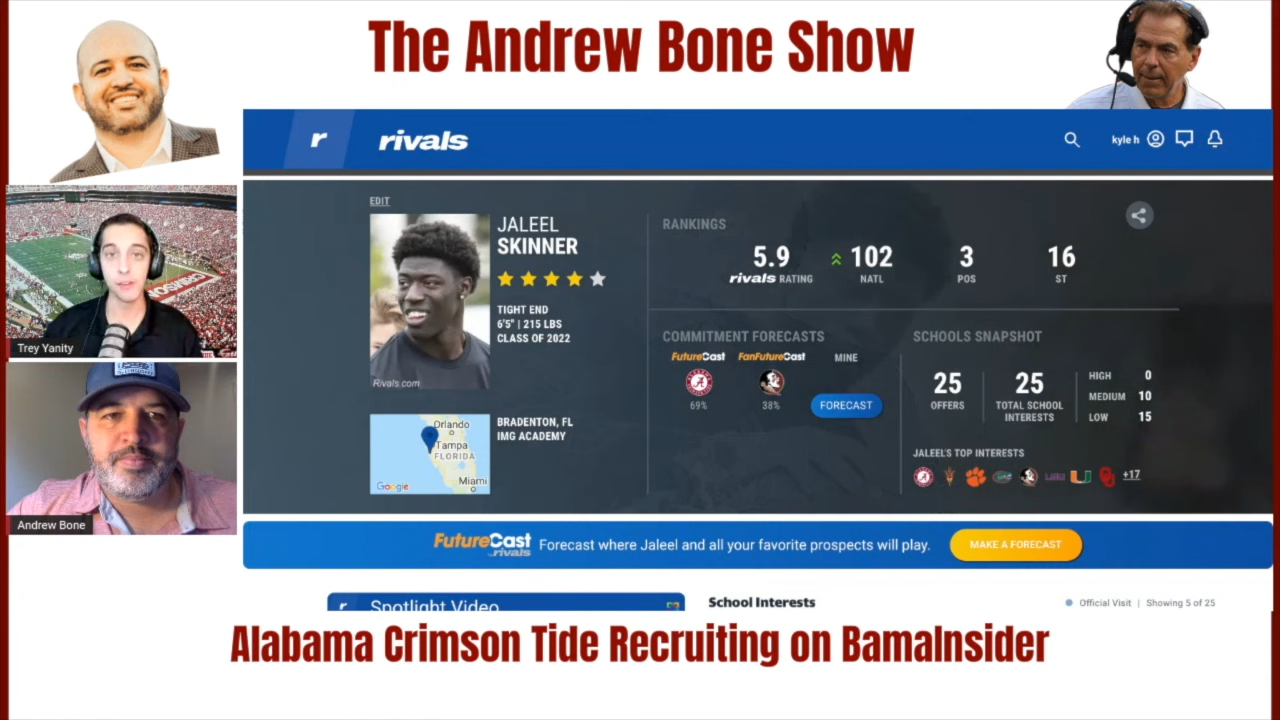 The Andrew Bone Show
r rivals
kyle h
EDIT
JALEEL
SKINNER
TIGHT END
6'5" | 215 LBS
CLASS OF 2022
Rivals.com
RANKINGS
5.9 102 3 16
rivals RATING NATL POS ST
COMMITMENT FORECASTS
FutureCast FanFutureCast MINE
69% 38% FORECAST
SCHOOLS SNAPSHOT
25 25
OFFERS TOTAL SCHOOL
INTERESTS
HIGH 0
MEDIUM 10
LOW 15
JALEEL'S TOP INTERESTS
LSU +17
Orlando
Tampa
FLORIDA
Miami
Google
BRADENTON, FL
IMG ACADEMY
Trey Yanity
CRIMSON
Andrew Bone
FutureCast by rivals Forecast where Jaleel and all your favorite prospects will play. MAKE A FORECAST
r Spotlight Video
School Interests Official Visit | Showing 5 of 25
Alabama Crimson Tide Recruiting on BamaInsider